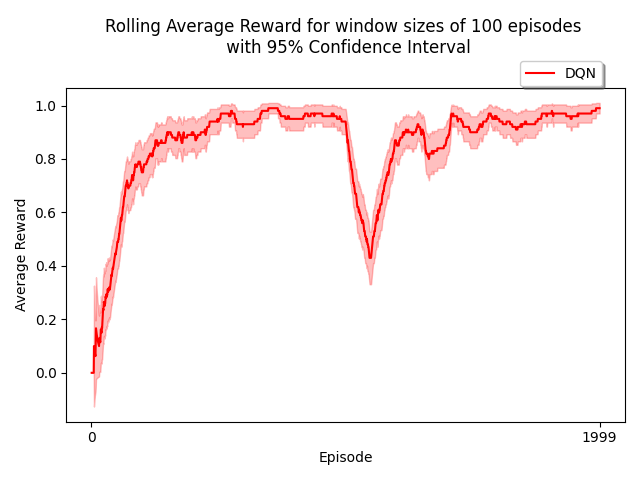 Rolling Average Reward for window sizes of 100 episodes
with 95% Confidence Interval
DQN
1.0
0.8
0.6
0.4
0.2
0.0
Average Reward
0
1999
Episode